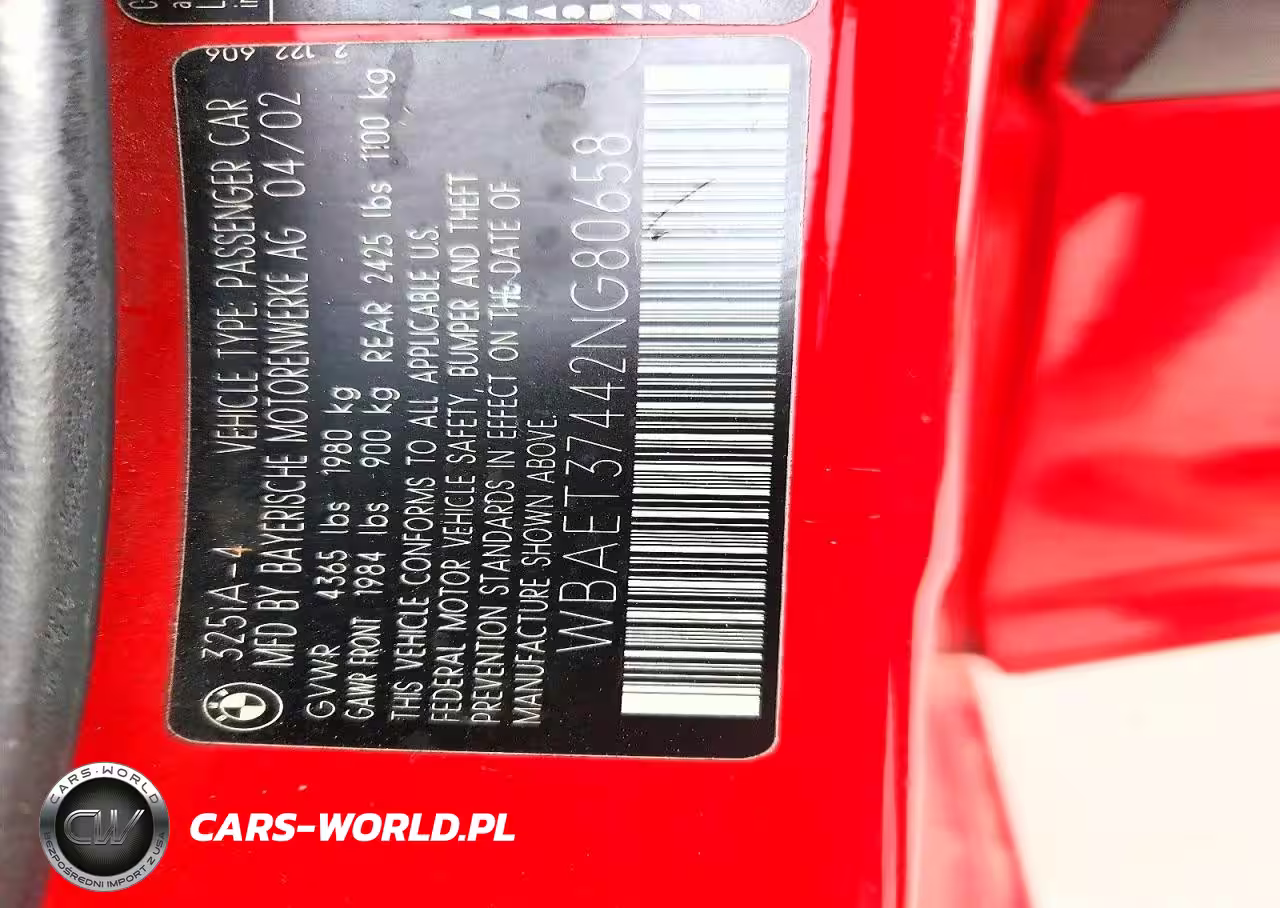 325iA-4 VEHICLE TYPE: PASSENGER CAR
MFD BY BAYERISCHE MOTORENWERKE AG 04/02
GVWR 4365 lbs 1980 kg
GAWR FRONT 1984 lbs 900 kg REAR 2425 lbs 1100 kg
THIS VEHICLE CONFORMS TO ALL APPLICABLE U.S.
FEDERAL MOTOR VEHICLE SAFETY, BUMPER AND THEFT
PREVENTION STANDARDS IN EFFECT ON THE DATE OF
MANUFACTURE SHOWN ABOVE.
WBAET37442NG80658
2 122 606
CARS-WORLD
CW
BEZPOŚREDNI IMPORT Z USA
CARS-WORLD.PL